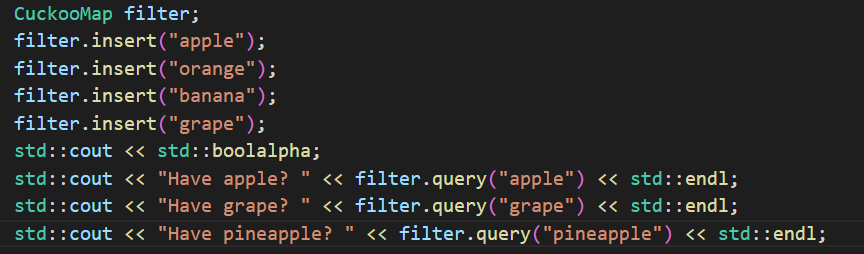 CuckooMap filter;
filter.insert("apple");
filter.insert("orange");
filter.insert("banana");
filter.insert("grape");
std::cout << std::boolalpha;
std::cout << "Have apple? " << filter.query("apple") << std::endl;
std::cout << "Have grape? " << filter.query("grape") << std::endl;
std::cout << "Have pineapple? " << filter.query("pineapple") << std::endl;